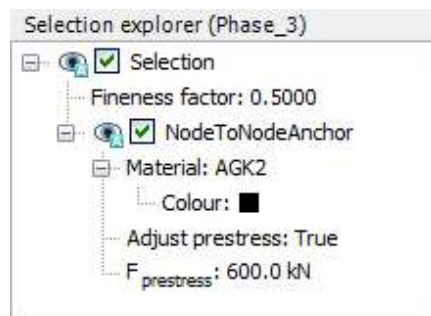 Selection explorer (Phase_3)
Selection
Fineness factor: 0.5000
NodeToNodeAnchor
Material: AGK2
Colour:
Adjust prestress: True
F prestress: 600.0 kN